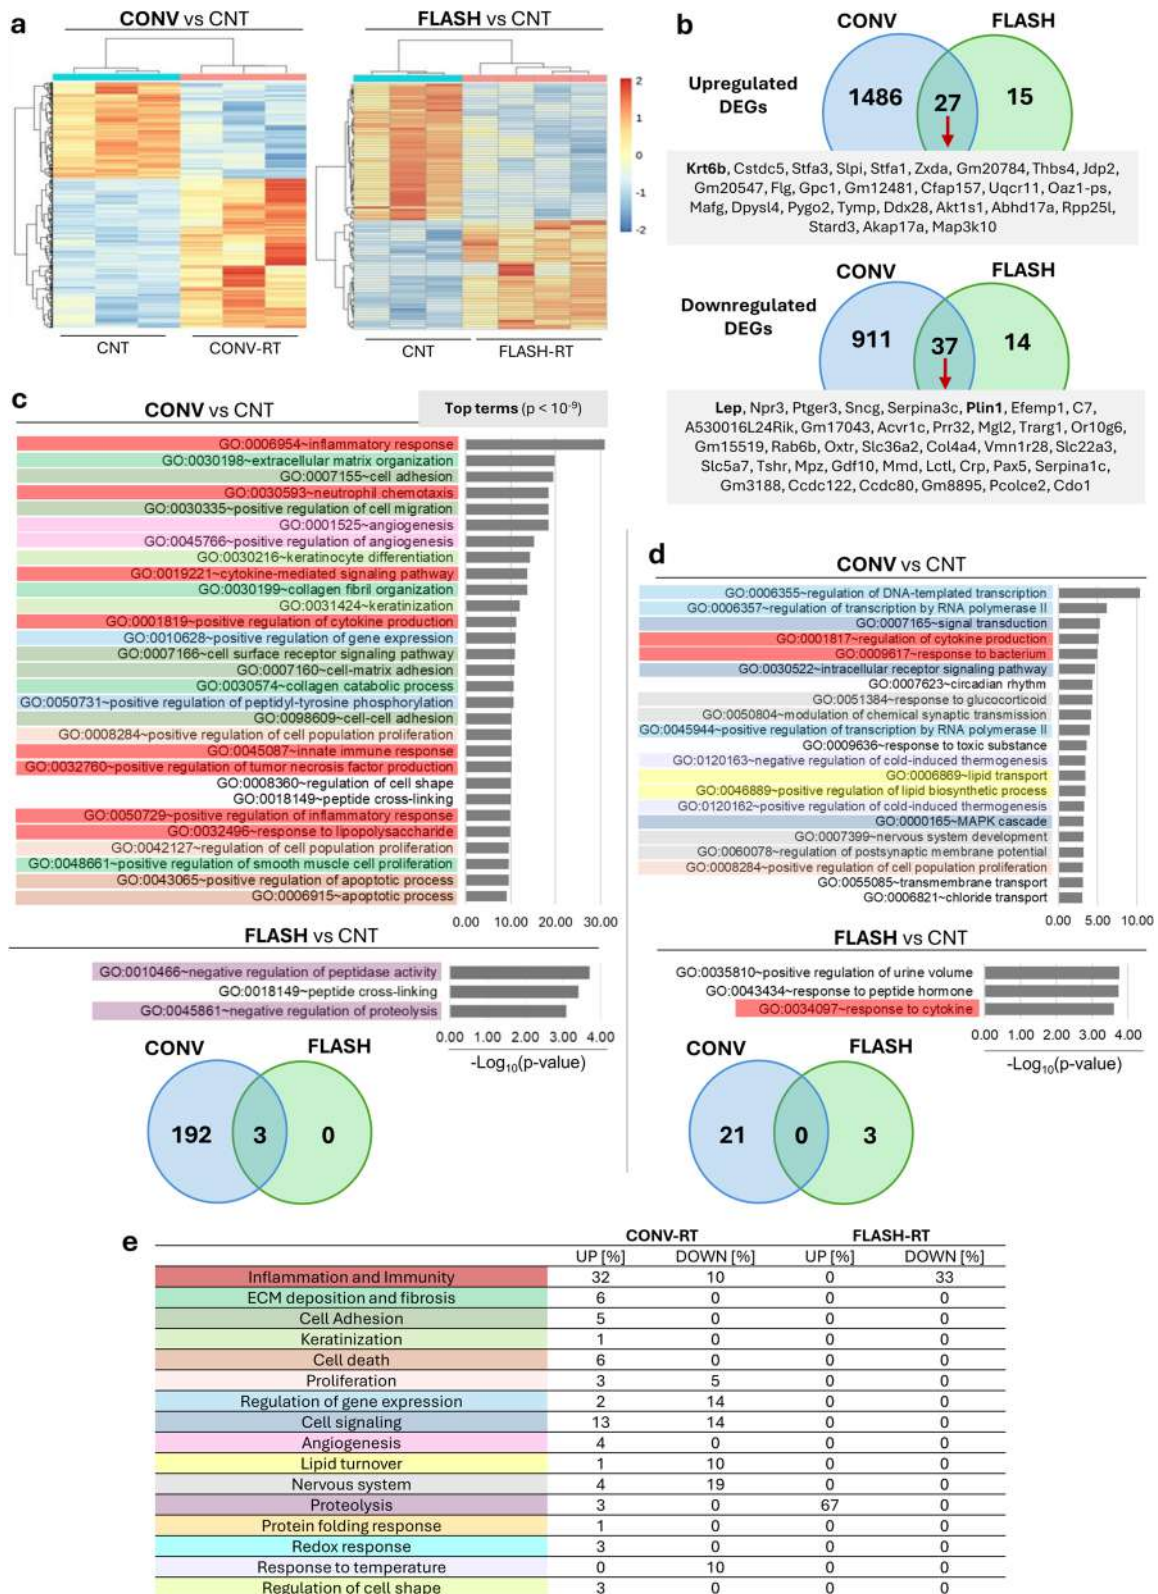 a
CONV vs CNT
FLASH vs CNT
2
1
0
-1
-2
CNT
CONV-RT
CNT
FLASH-RT
b
CONV
FLASH
Upregulated
DEGs
1486
27
15
Krt6b, Cstdc5, Stfa3, Slpi, Stfa1, Zxda, Gm20784, Thbs4, Jdp2,
Gm20547, Flg, Gpc1, Gm12481, Cfap157, Uqcr11, Oaz1-ps,
Mafg, Dpysl4, Pygo2, Tymp, Ddx28, Akt1s1, Abhd17a, Rpp25l,
Stard3, Akap17a, Map3k10
CONV
FLASH
Downregulated
DEGs
911
37
14
Lep, Npr3, Ptger3, Sncg, Serpina3c, Plin1, Efemp1, C7,
A530016L24Rik, Gm17043, Acvr1c, Prr32, Mgl2, Trarg1, Or10g6,
Gm15519, Rab6b, Oxtr, Slc36a2, Col4a4, Vmn1r28, Slc22a3,
Slc5a7, Tshr, Mpz, Gdf10, Mmd, Lctl, Crp, Pax5, Serpina1c,
Gm3188, Ccdc122, Ccdc80, Gm8895, Pcolce2, Cdo1
c
CONV vs CNT
Top terms (p < 10-9)
GO:0006954~inflammatory response
GO:0030198~extracellular matrix organization
GO:0007155~cell adhesion
GO:0030593~neutrophil chemotaxis
GO:0030335~positive regulation of cell migration
GO:0001525~angiogenesis
GO:0045766~positive regulation of angiogenesis
GO:0030216~keratinocyte differentiation
GO:0019221~cytokine-mediated signaling pathway
GO:0030199~collagen fibril organization
GO:0031424~keratinization
GO:0001819~positive regulation of cytokine production
GO:0010628~positive regulation of gene expression
GO:0007166~cell surface receptor signaling pathway
GO:0007160~cell-matrix adhesion
GO:0030574~collagen catabolic process
GO:0050731~positive regulation of peptidyl-tyrosine phosphorylation
GO:0098609~cell-cell adhesion
GO:0008284~positive regulation of cell population proliferation
GO:0045087~innate immune response
GO:0032760~positive regulation of tumor necrosis factor production
GO:0008360~regulation of cell shape
GO:0018149~peptide cross-linking
GO:0050729~positive regulation of inflammatory response
GO:0032496~response to lipopolysaccharide
GO:0042127~regulation of cell population proliferation
GO:0048661~positive regulation of smooth muscle cell proliferation
GO:0043065~positive regulation of apoptotic process
GO:0006915~apoptotic process
0.00 10.00 20.00 30.00
FLASH vs CNT
GO:0010466~negative regulation of peptidase activity
GO:0018149~peptide cross-linking
GO:0045861~negative regulation of proteolysis
0.00 1.00 2.00 3.00 4.00
-Log10(p-value)
CONV
FLASH
192
3
0
d
CONV vs CNT
GO:0006355~regulation of DNA-templated transcription
GO:0006357~regulation of transcription by RNA polymerase II
GO:0007165~signal transduction
GO:0001817~regulation of cytokine production
GO:0009617~response to bacterium
GO:0030522~intracellular receptor signaling pathway
GO:0007623~circadian rhythm
GO:0051384~response to glucocorticoid
GO:0050804~modulation of chemical synaptic transmission
GO:0045944~positive regulation of transcription by RNA polymerase II
GO:0009636~response to toxic substance
GO:0120163~negative regulation of cold-induced thermogenesis
GO:0006869~lipid transport
GO:0046889~positive regulation of lipid biosynthetic process
GO:0120162~positive regulation of cold-induced thermogenesis
GO:0000165~MAPK cascade
GO:0007399~nervous system development
GO:0060078~regulation of postsynaptic membrane potential
GO:0008284~positive regulation of cell population proliferation
GO:0055085~transmembrane transport
GO:0006821~chloride transport
0.00 5.00 10.00
FLASH vs CNT
GO:0035810~positive regulation of urine volume
GO:0043434~response to peptide hormone
GO:0034097~response to cytokine
0.00 1.00 2.00 3.00 4.00
-Log10(p-value)
CONV
FLASH
21
0
3
e
CONV-RT FLASH-RT
UP [%] DOWN [%] UP [%] DOWN [%]
Inflammation and Immunity 32 10 0 33
ECM deposition and fibrosis 6 0 0 0
Cell Adhesion 5 0 0 0
Keratinization 1 0 0 0
Cell death 6 0 0 0
Proliferation 3 5 0 0
Regulation of gene expression 2 14 0 0
Cell signaling 13 14 0 0
Angiogenesis 4 0 0 0
Lipid turnover 1 10 0 0
Nervous system 4 19 0 0
Proteolysis 3 0 67 0
Protein folding response 1 0 0 0
Redox response 3 0 0 0
Response to temperature 0 10 0 0
Regulation of cell shape 3 0 0 0